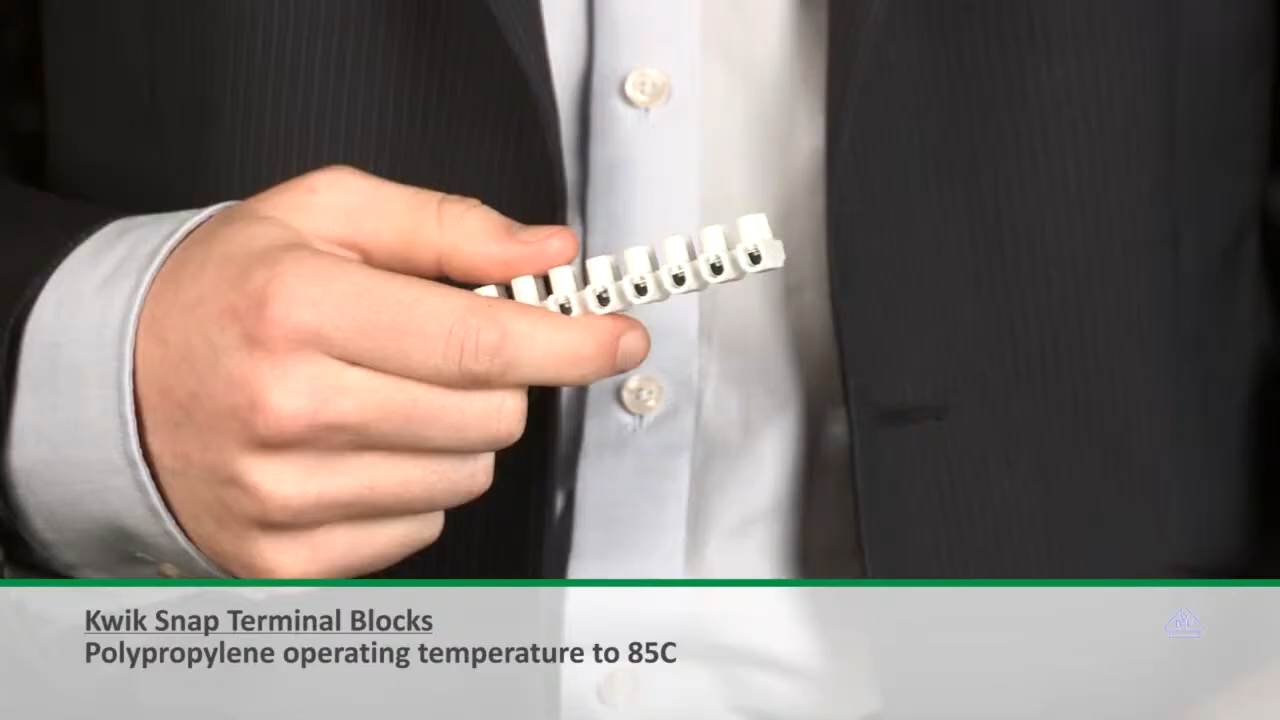 Kwik Snap Terminal Blocks
Polypropylene operating temperature to 85C